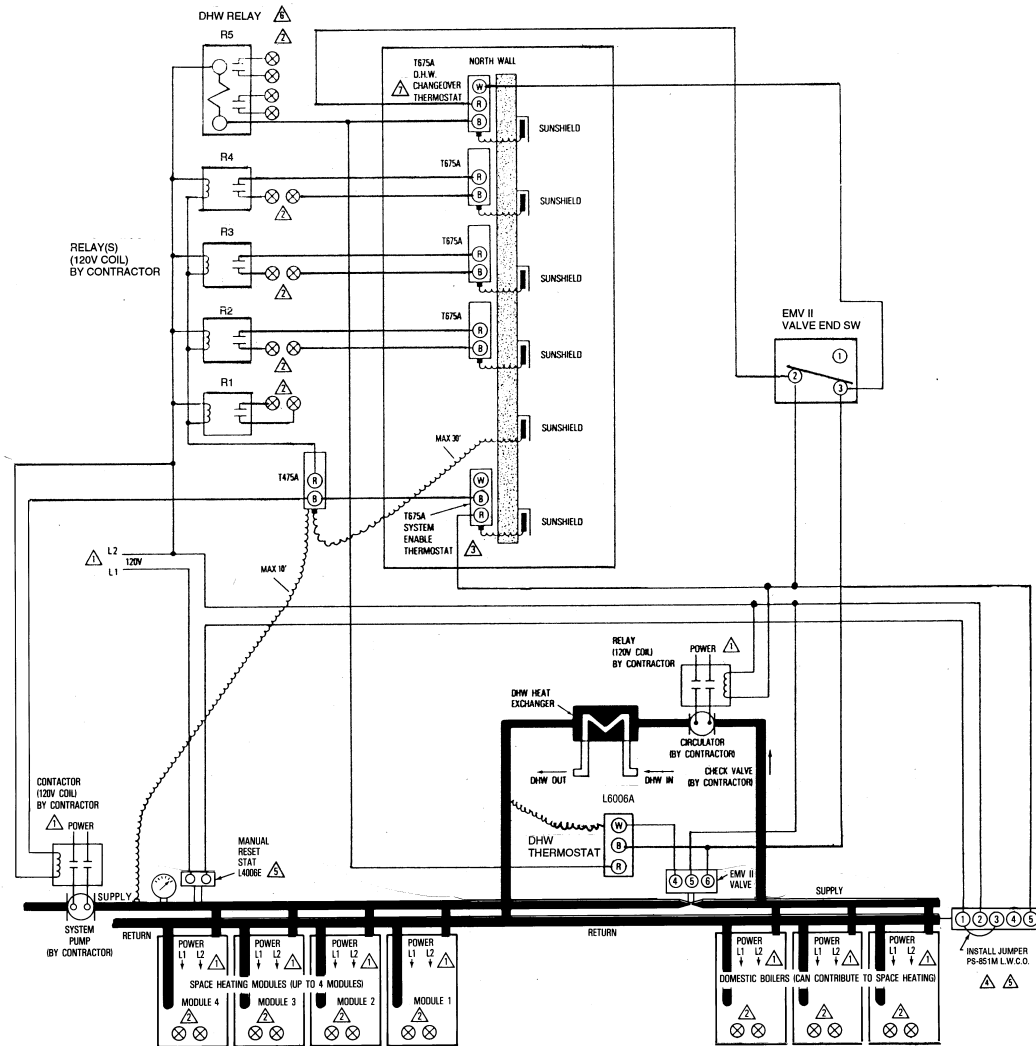 DHW RELAY 6
R5
2
T675A
D.H.W.
CHANGEOVER
THERMOSTAT
7
NORTH WALL
W
R
B
SUNSHIELD
R4
T675A
R
B
2
SUNSHIELD
RELAY(S)
(120V COIL)
BY CONTRACTOR
R3
T675A
R
B
2
SUNSHIELD
R2
T675A
R
B
2
SUNSHIELD
EMV II
VALVE END SW
1
2
3
R1
2
SUNSHIELD
MAX 30'
T475A
R
B
W
B
R
T675A
SYSTEM
ENABLE
THERMOSTAT
3
SUNSHIELD
1
L2
120V
L1
MAX 10'
RELAY
(120V COIL)
BY CONTRACTOR
POWER
1
DHW HEAT
EXCHANGER
CIRCULATOR
(BY CONTRACTOR)
DHW OUT
DHW IN
CHECK VALVE
(BY CONTRACTOR)
CONTACTOR
(120V COIL)
BY CONTRACTOR
1
POWER
L6006A
DHW
THERMOSTAT
W
B
R
MANUAL
RESET
STAT
L4006E
5
4 5 6
EMV II
VALVE
SUPPLY
SUPPLY
SYSTEM
PUMP
(BY CONTRACTOR)
RETURN
RETURN
1 2 3 4 5
INSTALL JUMPER
PS-851M L.W.C.O.
4 5
POWER
L1 L2
1
POWER
L1 L2
1
POWER
L1 L2
1
POWER
L1 L2
1
POWER
L1 L2
1
POWER
L1 L2
1
POWER
L1 L2
1
SPACE HEATING MODULES (UP TO 4 MODULES)
DOMESTIC BOILERS (CAN CONTRIBUTE TO SPACE HEATING)
MODULE 4
MODULE 3
MODULE 2
MODULE 1
2
2
2
2
2
2
2